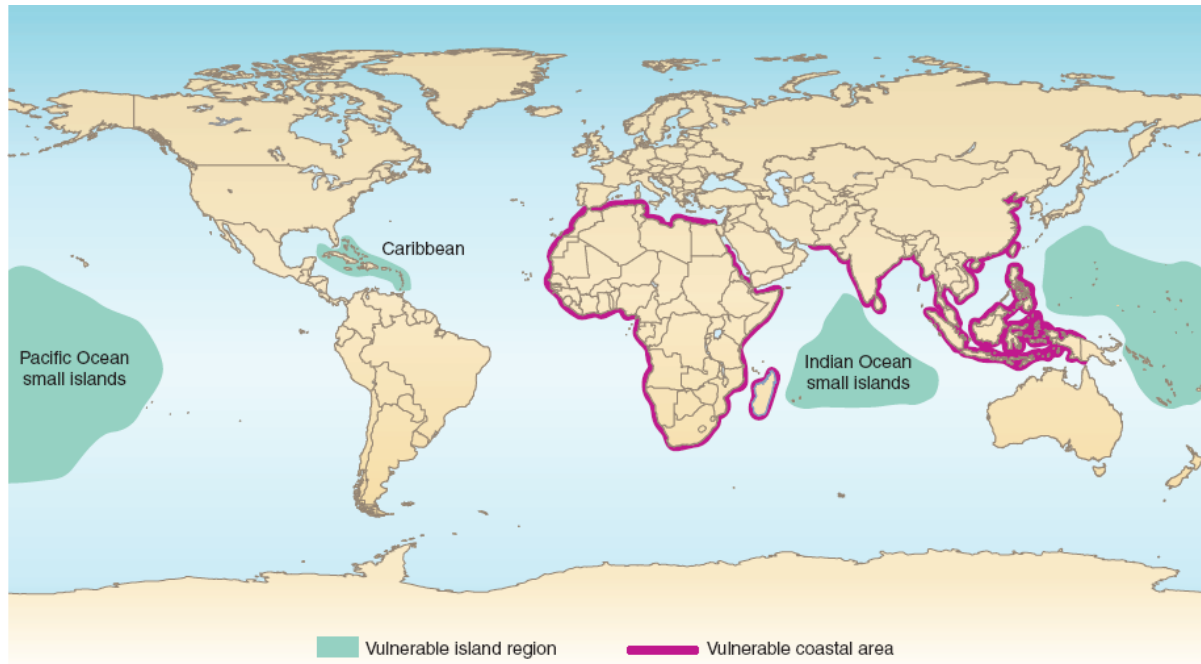 Caribbean
Pacific Ocean
small islands
Indian Ocean
small islands
Vulnerable island region
Vulnerable coastal area